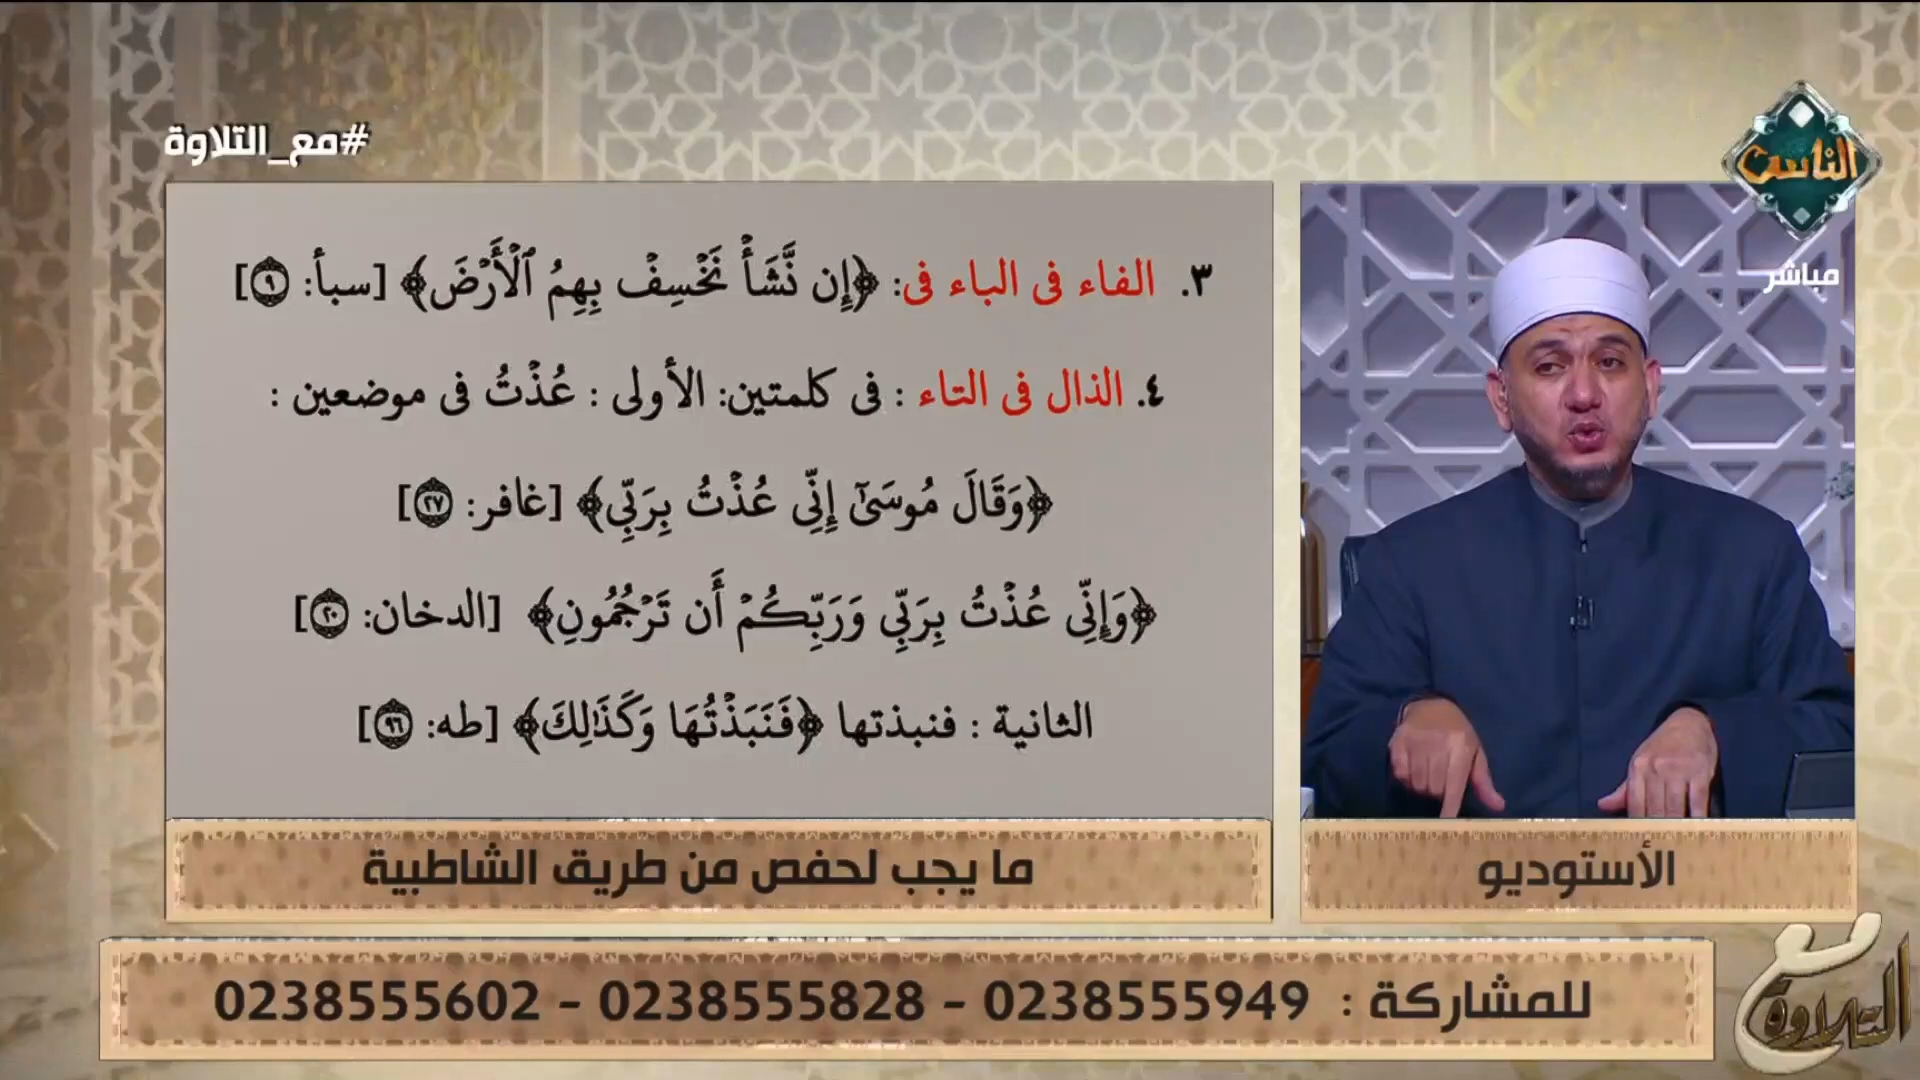 #مع_التلاوة
الناس
مباشر
٣. الفاء فى الباء فى: ﴿إِن نَّشَأْ نَخْسِفْ بِهِمُ ٱلْأَرْضَ﴾ [سبأ: ٩]
٤. الذال فى التاء : فى كلمتين: الأولى : عُذْتُ فى موضعين :
﴿وَقَالَ مُوسَىٰٓ إِنِّى عُذْتُ بِرَبِّى﴾ [غافر: ٢٧]
﴿وَإِنِّى عُذْتُ بِرَبِّى وَرَبِّكُمْ أَن تَرْجُمُونِ﴾ [الدخان: ٢٠]
الثانية : فنبذتها ﴿فَنَبَذْتُهَا وَكَذَٰلِكَ﴾ [طه: ٩٦]
ما يجب لحفص من طريق الشاطبية
الأستوديو
للمشاركة : 0238555949 - 0238555828 - 0238555602
مع التلاوة